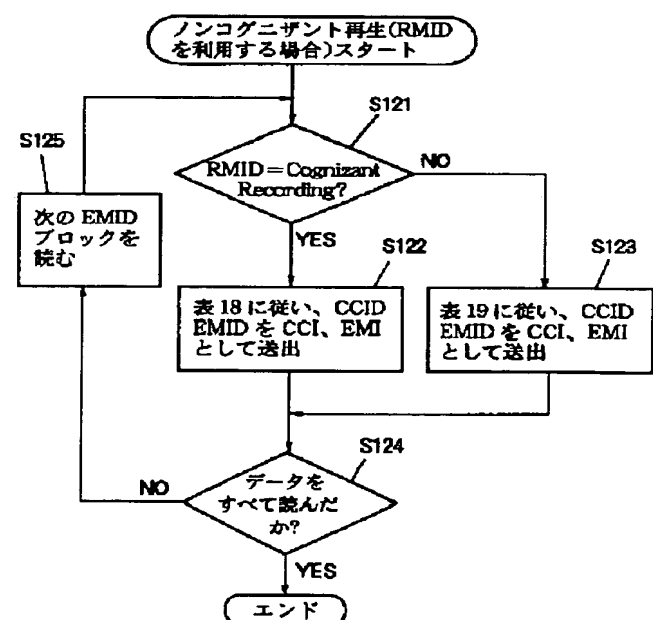 ノンコグニザント再生(RMID
を利用する場合)スタート
S121
RMID=Cognizant
Recording?
NO
YES
S125
次の EMID
ブロックを
読む
S122
表18に従い、CCID
EMID を CCI、EMI
として送出
S123
表19に従い、CCID
EMID を CCI、EMI
として送出
S124
データを
すべて読んだ
か?
NO
YES
エンド